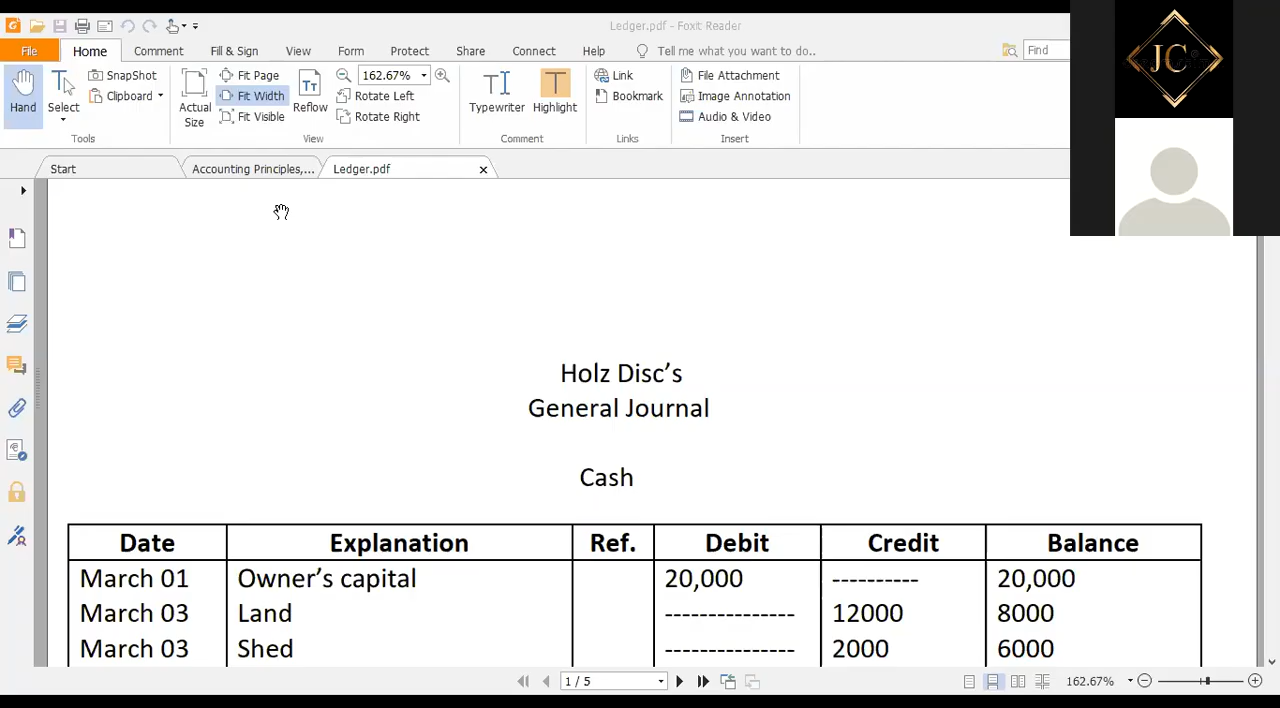 Ledger.pdf - Foxit Reader
File Home Comment Fill & Sign View Form Protect Share Connect Help Tell me what you want to do.. Find
Hand
Select
SnapShot
Clipboard
Tools
Actual Size
Fit Page
Fit Width
Fit Visible
Reflow
162.67%
Rotate Left
Rotate Right
View
Typewriter
Highlight
Comment
Link
Bookmark
Links
File Attachment
Image Annotation
Audio & Video
Insert
JC
Start Accounting Principles,... Ledger.pdf
Holz Disc’s
General Journal
Cash
Date Explanation Ref. Debit Credit Balance
March 01 Owner’s capital 20,000 ---------- 20,000
March 03 Land --------------- 12000 8000
March 03 Shed --------------- 2000 6000
1 / 5 162.67%